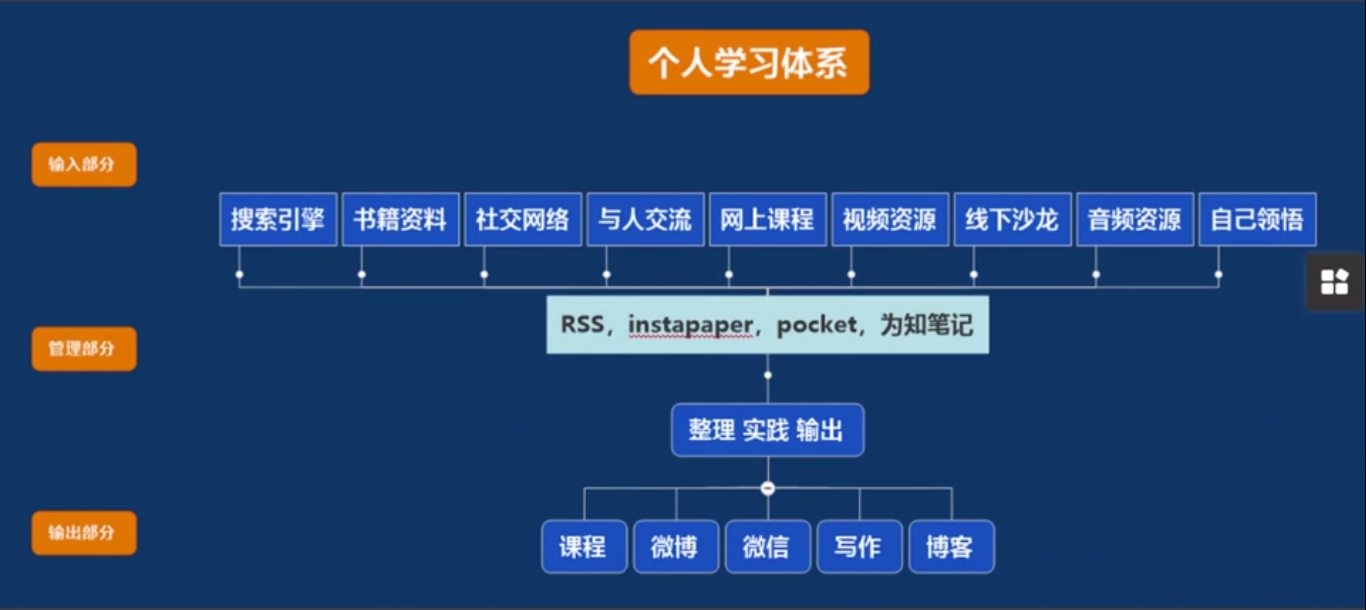 个人学习体系
输入部分
搜索引擎 书籍资料 社交网络 与人交流 网上课程 视频资源 线下沙龙 音频资源 自己领悟
RSS，instapaper，pocket，为知笔记
管理部分
整理 实践 输出
输出部分
课程 微博 微信 写作 博客